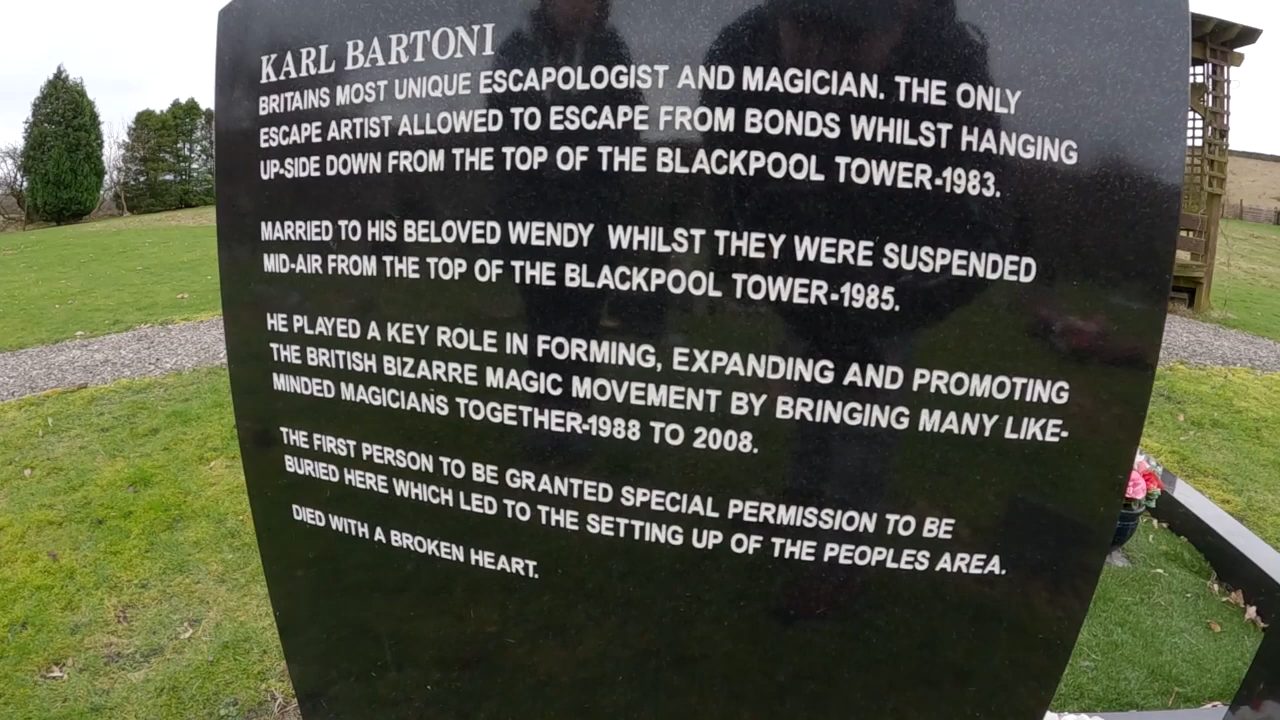 KARL BARTONI
BRITAINS MOST UNIQUE ESCAPOLOGIST AND MAGICIAN. THE ONLY
ESCAPE ARTIST ALLOWED TO ESCAPE FROM BONDS WHILST HANGING
UP-SIDE DOWN FROM THE TOP OF THE BLACKPOOL TOWER-1983.
MARRIED TO HIS BELOVED WENDY WHILST THEY WERE SUSPENDED
MID-AIR FROM THE TOP OF THE BLACKPOOL TOWER-1985.
HE PLAYED A KEY ROLE IN FORMING, EXPANDING AND PROMOTING
THE BRITISH BIZARRE MAGIC MOVEMENT BY BRINGING MANY LIKE-
MINDED MAGICIANS TOGETHER-1988 TO 2008.
THE FIRST PERSON TO BE GRANTED SPECIAL PERMISSION TO BE
BURIED HERE WHICH LED TO THE SETTING UP OF THE PEOPLES AREA.
DIED WITH A BROKEN HEART.